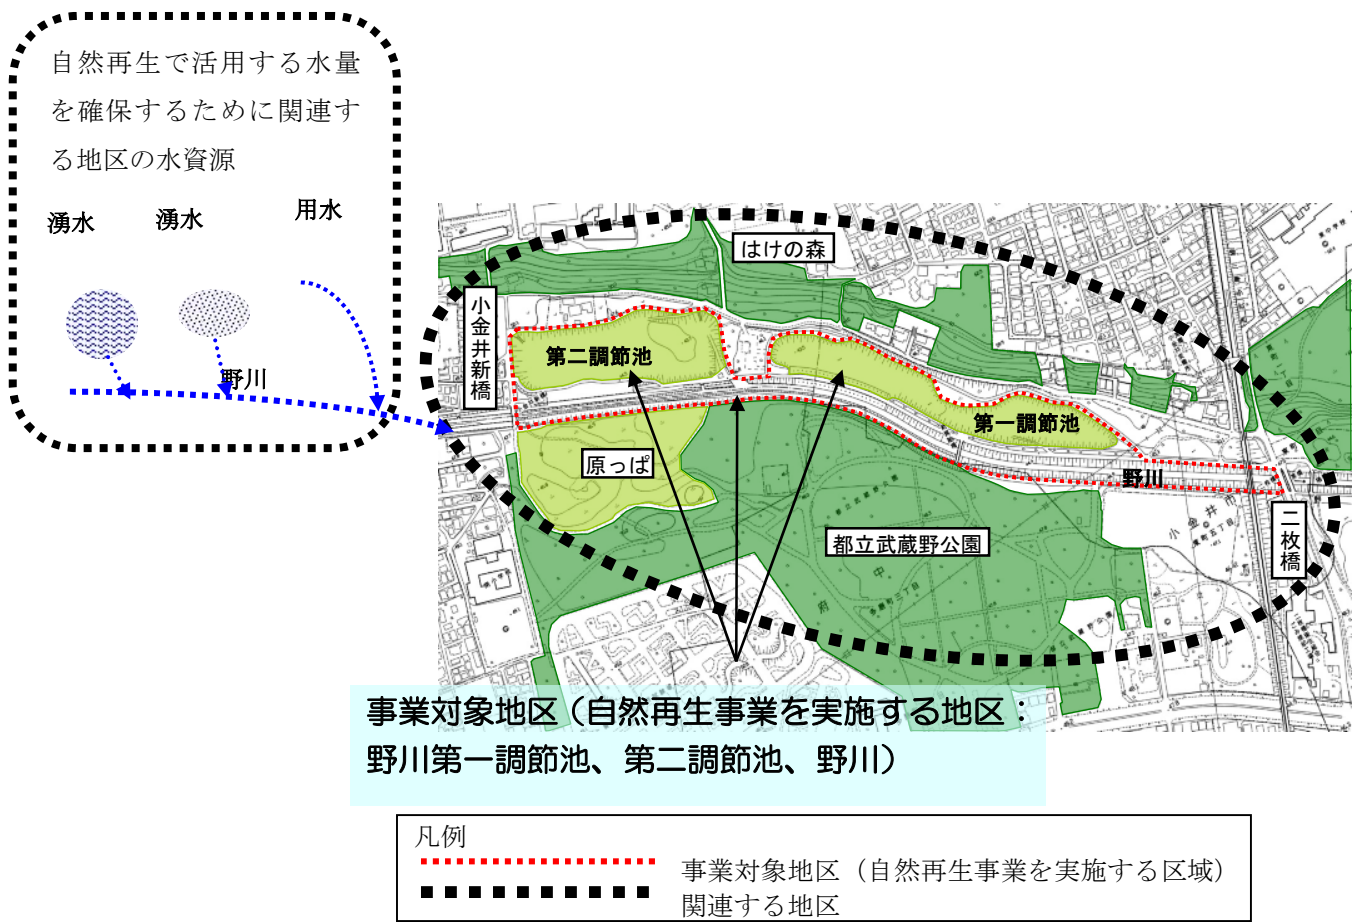 自然再生で活用する水量
を確保するために関連す
る地区の水資源
湧水
湧水
用水
野川
はけの森
小金井新橋
第二調節池
第一調節池
原っぱ
野川
都立武蔵野公園
二枚橋
小金井
中
府
事業対象地区（自然再生事業を実施する地区：
野川第一調節池、第二調節池、野川）
凡例
事業対象地区（自然再生事業を実施する区域）
関連する地区